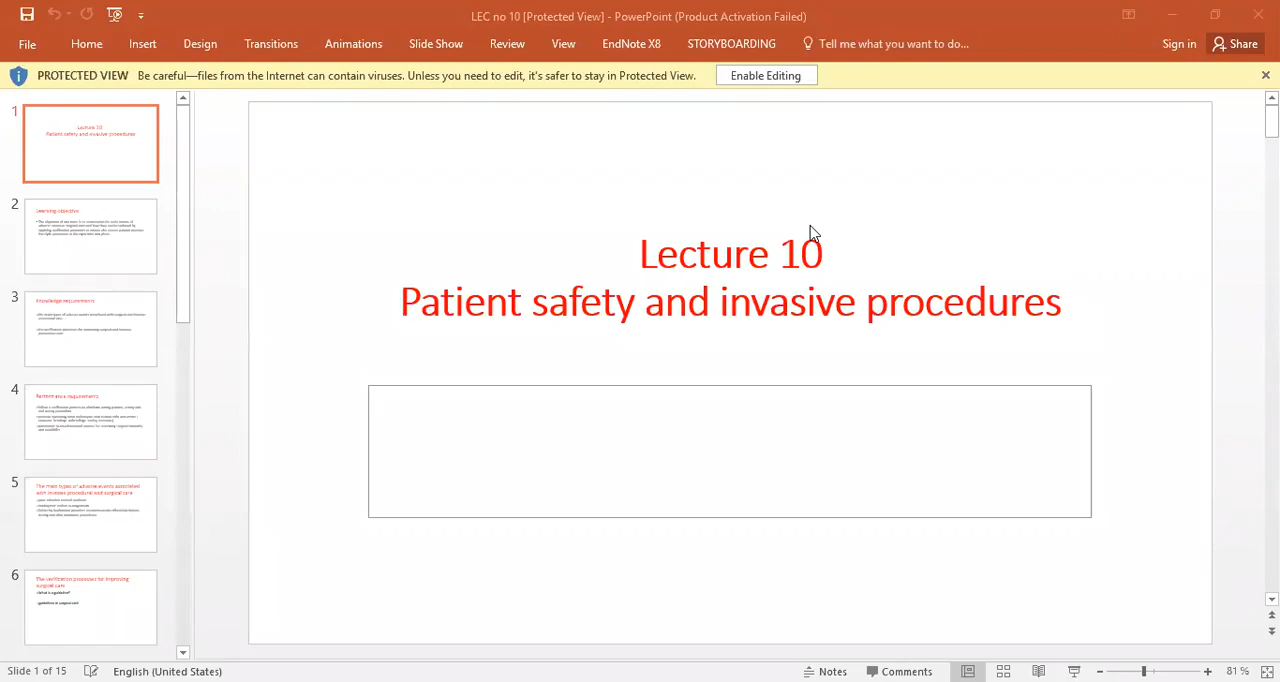 LEC no 10 [Protected View] - PowerPoint (Product Activation Failed)
File Home Insert Design Transitions Animations Slide Show Review View EndNote X8 STORYBOARDING Tell me what you want to do... Sign in Share
PROTECTED VIEW Be careful—files from the Internet can contain viruses. Unless you need to edit, it's safer to stay in Protected View. Enable Editing
1
Lecture 10
Patient safety and invasive procedures
2
Learning objective
3
Knowledge requirements
4
Performance requirements
5
The main types of adverse events associated
with invasive procedures and surgical care
6
The verification processes for improving
surgical care
What is a guideline?
Lecture 10
Patient safety and invasive procedures
Slide 1 of 15 English (United States) Notes Comments 81 %